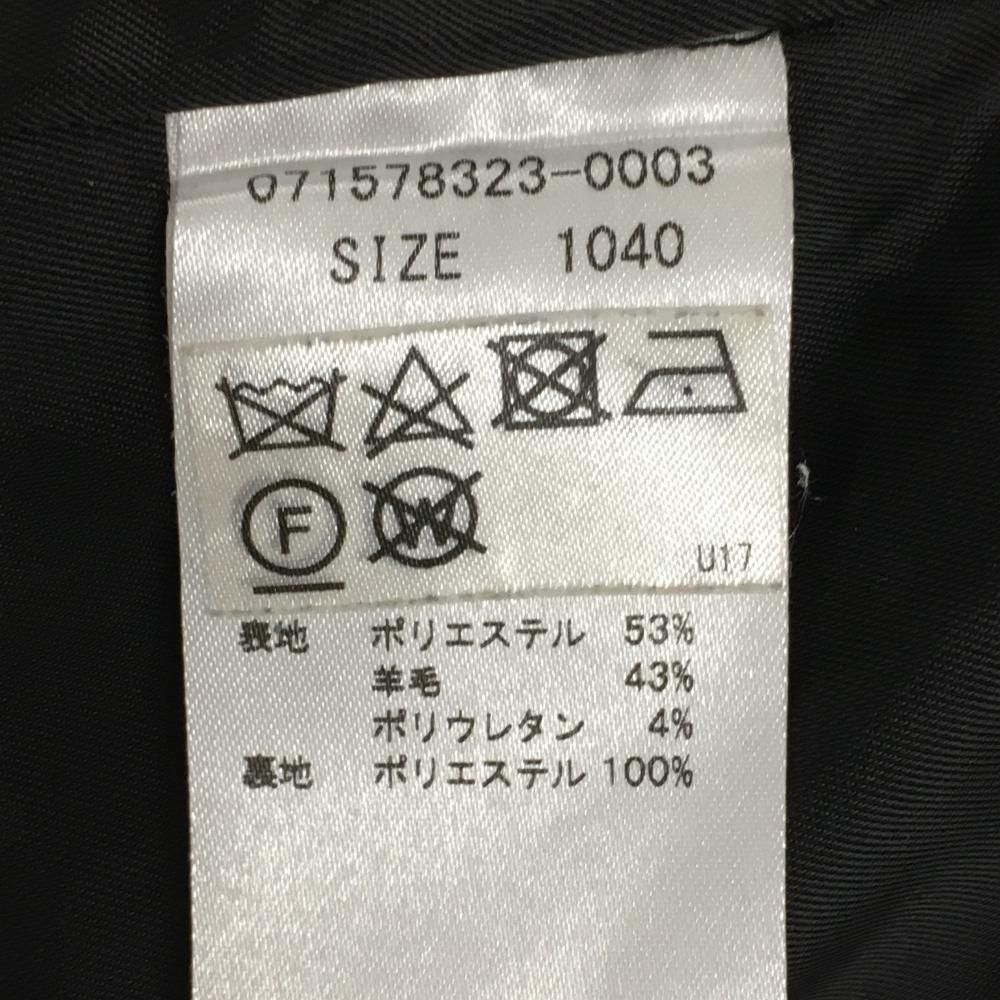 071578323-0003
SIZE 1040
F W
U17
表地 ポリエステル 53%
羊毛 43%
ポリウレタン 4%
裏地 ポリエステル 100%